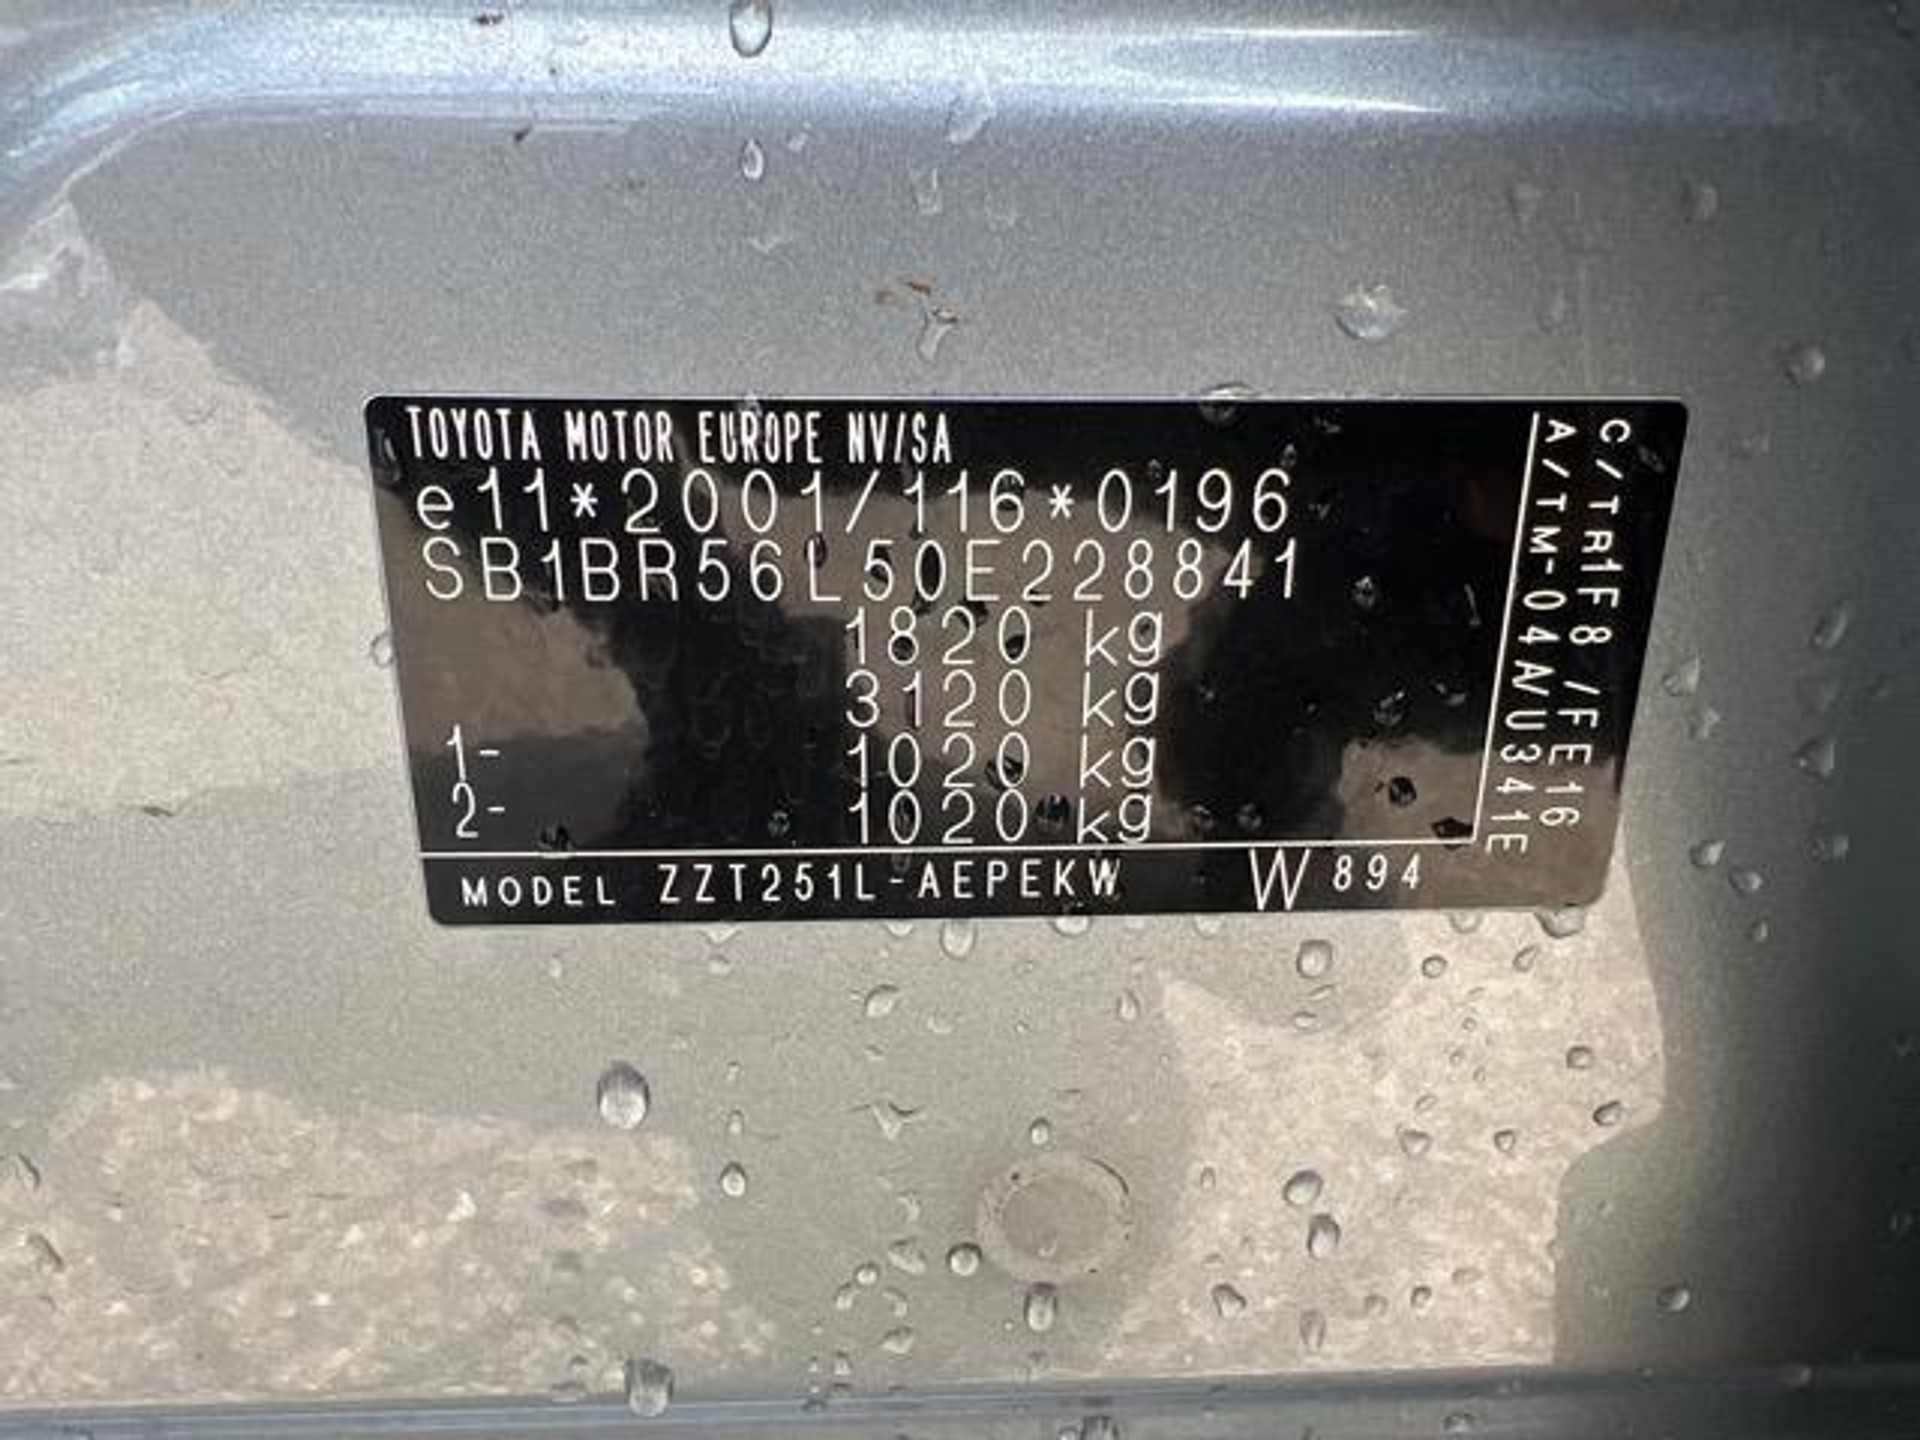 TOYOTA MOTOR EUROPE NV/SA
e11*2001/116*0196
SB1BR56L50E228841
1820 kg
3120 kg
1- 1020 kg
2- 1020 kg
MODEL ZZT251L-AEPEKW W 894
C/TR1F8 /FE16
A/TM-04A/U341E